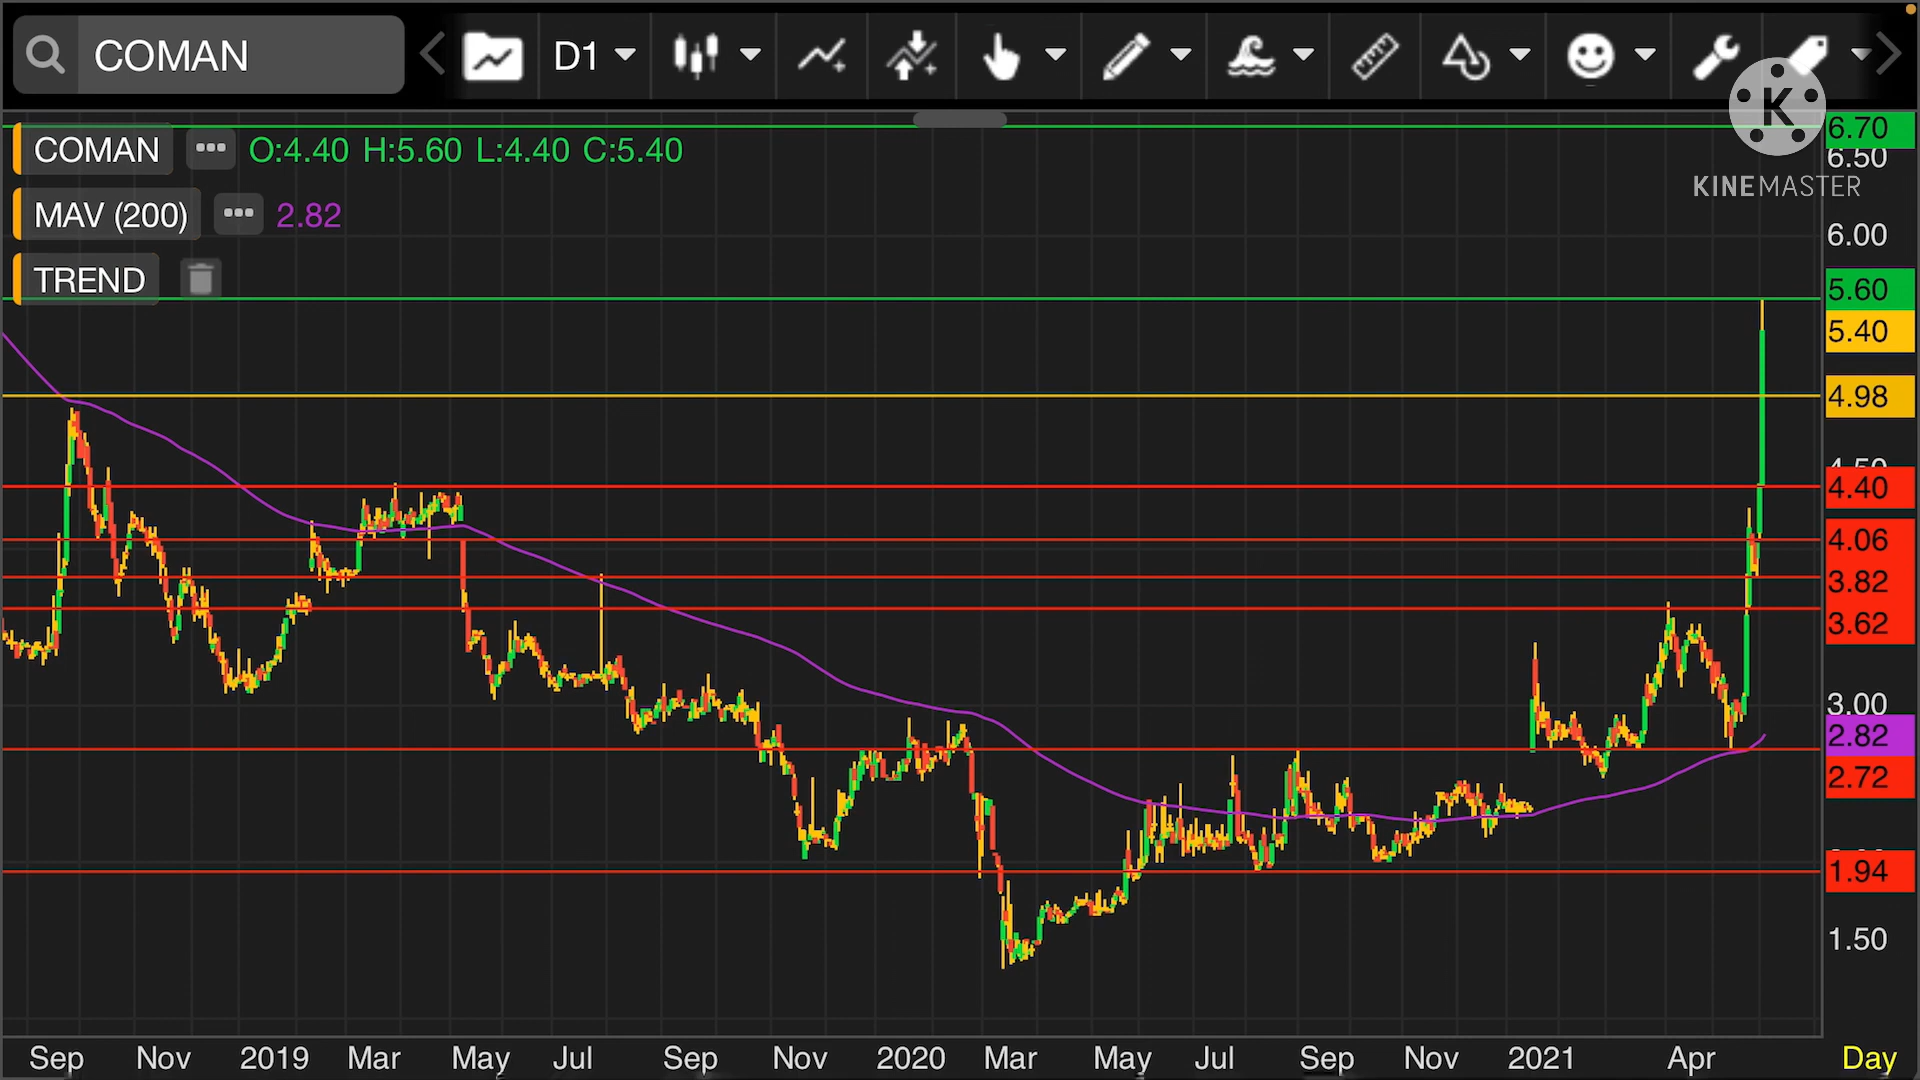 COMAN
D1
COMAN ••• O:4.40 H:5.60 L:4.40 C:5.40
MAV (200) ••• 2.82
TREND
K
KINEMASTER
6.70
6.50
6.00
5.60
5.40
4.98
4.50
4.40
4.06
3.82
3.62
3.00
2.82
2.72
1.94
1.50
Sep Nov 2019 Mar May Jul Sep Nov 2020 Mar May Jul Sep Nov 2021 Apr Day